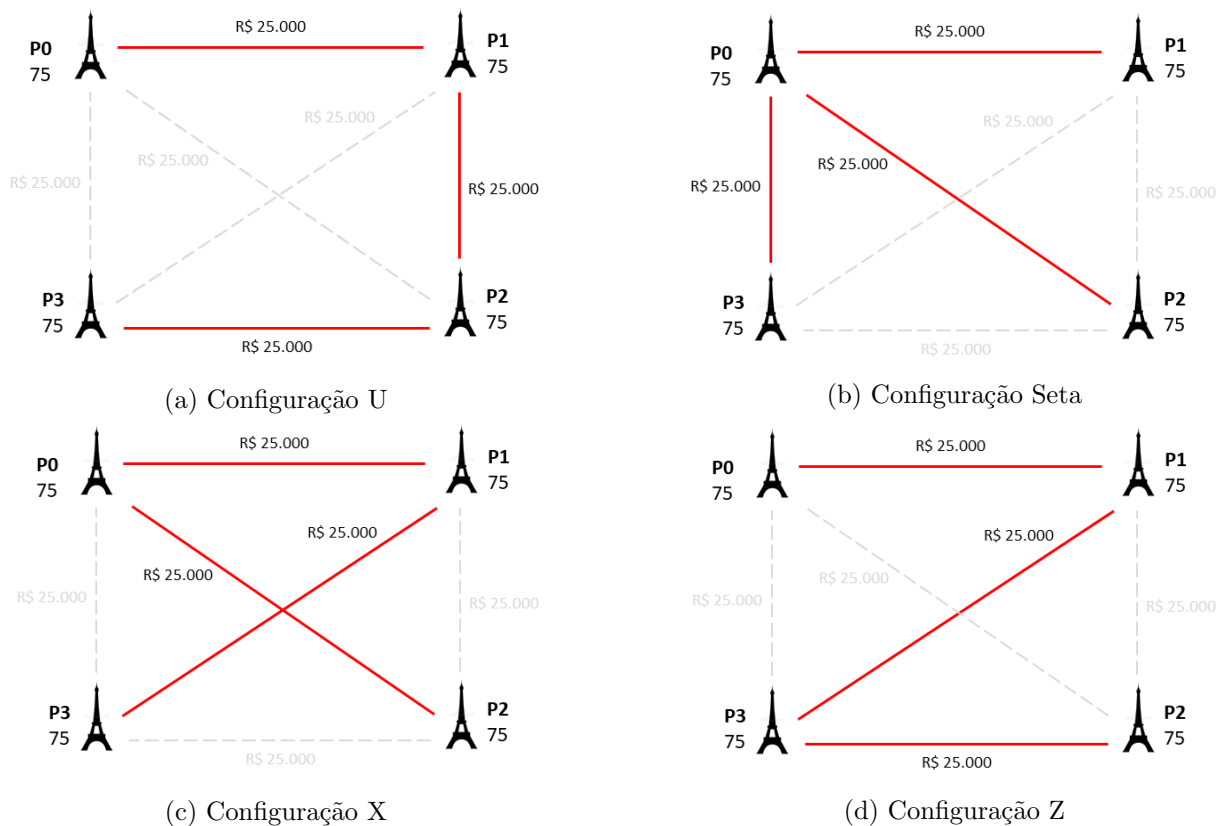 R$ 25.000
P0
75
P1
75
R$ 25.000
R$ 25.000
R$ 25.000
R$ 25.000
P3
75
P2
75
R$ 25.000
(a) Configuração U
R$ 25.000
P0
75
P1
75
R$ 25.000
R$ 25.000
R$ 25.000
R$ 25.000
P3
75
P2
75
R$ 25.000
(b) Configuração Seta
R$ 25.000
P0
75
P1
75
R$ 25.000
R$ 25.000
R$ 25.000
R$ 25.000
P3
75
P2
75
R$ 25.000
(c) Configuração X
R$ 25.000
P0
75
P1
75
R$ 25.000
R$ 25.000
R$ 25.000
R$ 25.000
P3
75
P2
75
R$ 25.000
(d) Configuração Z